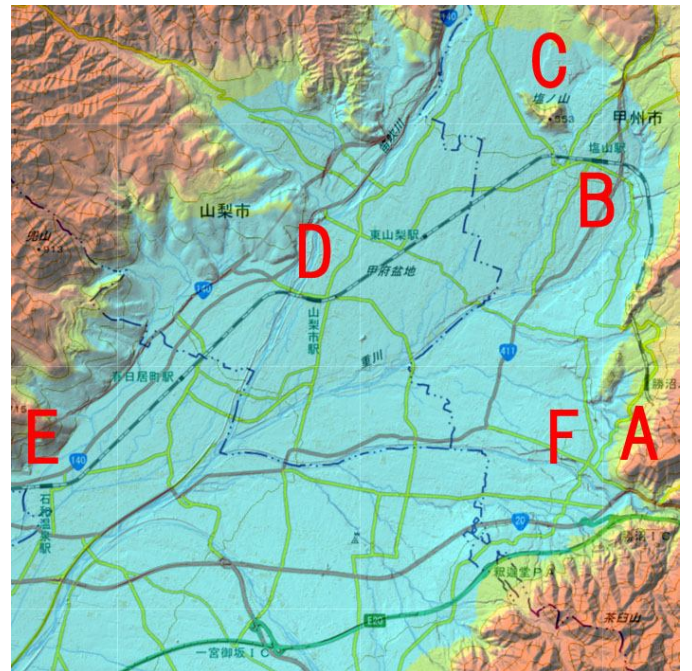 140
C
塩ノ山
553
甲州市
笛吹川
塩山駅
B
山梨市
兜山
913
D
東山梨駅
甲府盆地
140
山梨市駅
重川
411
春日居町駅
勝沼
E
F
A
140
石和温泉駅
20
釈迦堂PA
茶臼山
E20
一宮御坂IC